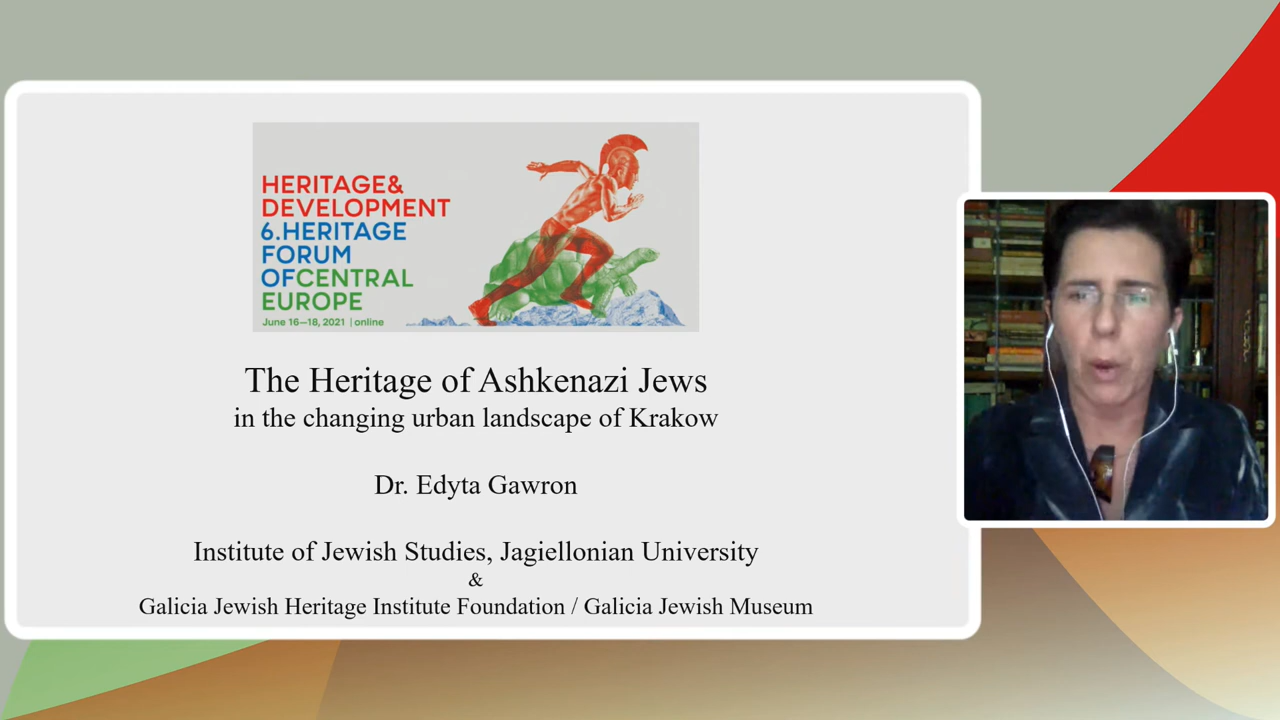 HERITAGE&
DEVELOPMENT
6.HERITAGE
FORUM
OFCENTRAL
EUROPE
June 16—18, 2021 | online
The Heritage of Ashkenazi Jews
in the changing urban landscape of Krakow
Dr. Edyta Gawron
Institute of Jewish Studies, Jagiellonian University
&
Galicia Jewish Heritage Institute Foundation / Galicia Jewish Museum